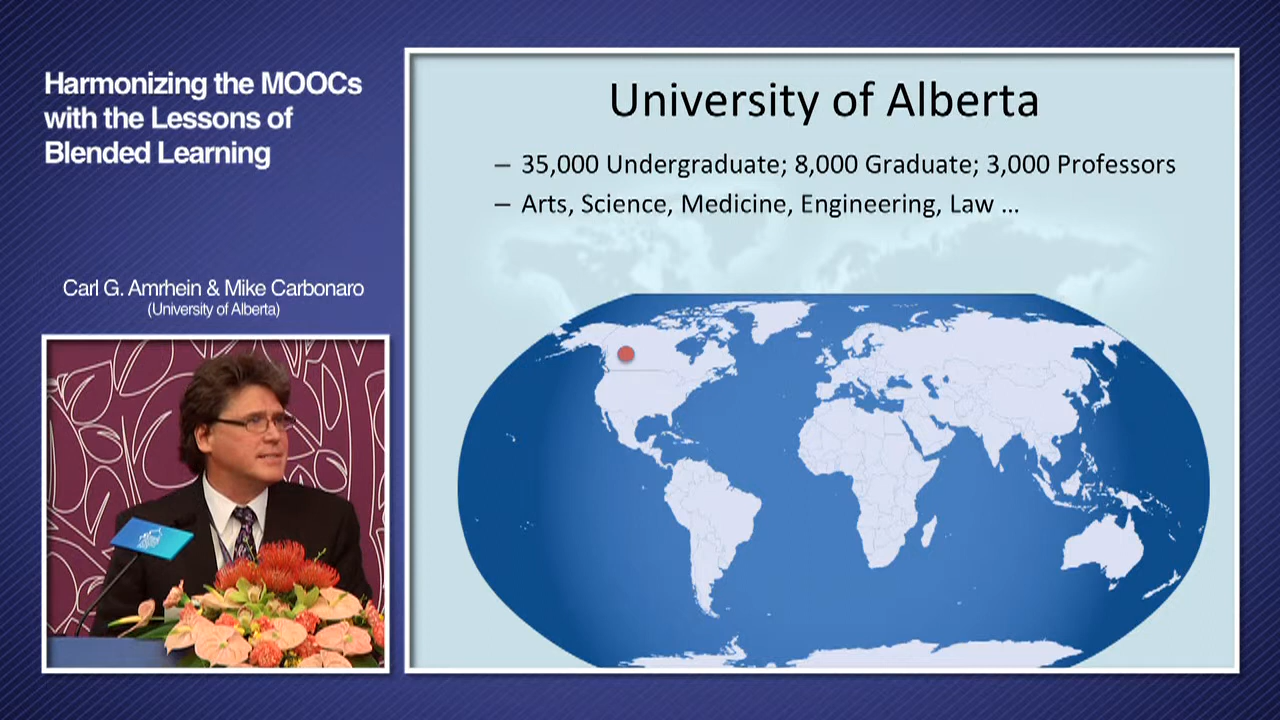 Harmonizing the MOOCs
with the Lessons of
Blended Learning
Carl G. Amrhein & Mike Carbonaro
(University of Alberta)
University of Alberta
– 35,000 Undergraduate; 8,000 Graduate; 3,000 Professors
– Arts, Science, Medicine, Engineering, Law ...